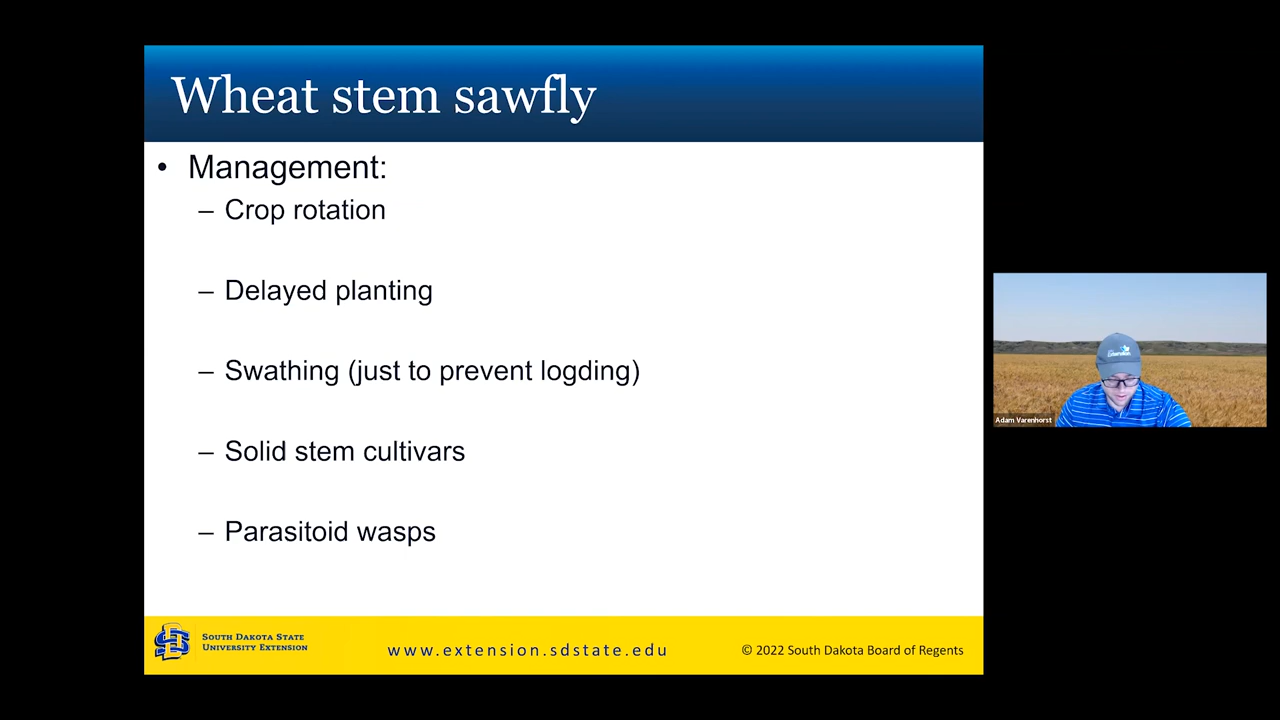 Wheat stem sawfly
• Management:
– Crop rotation
– Delayed planting
– Swathing (just to prevent logding)
– Solid stem cultivars
– Parasitoid wasps
SOUTH DAKOTA STATE
UNIVERSITY EXTENSION
www.extension.sdstate.edu
© 2022 South Dakota Board of Regents
Adam Varenhorst